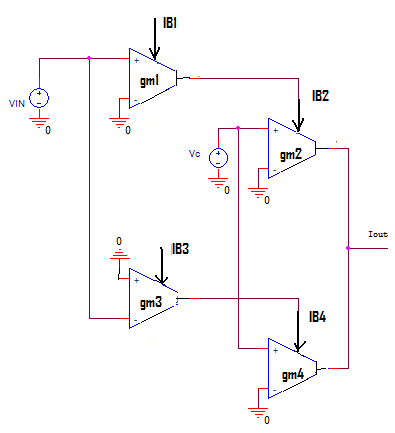 IB1
+
gm1
-
VIN
+
-
0
0
IB2
Vc
+
-
0
+
gm2
-
0
Iout
0
IB3
+
gm3
-
IB4
+
gm4
-
0